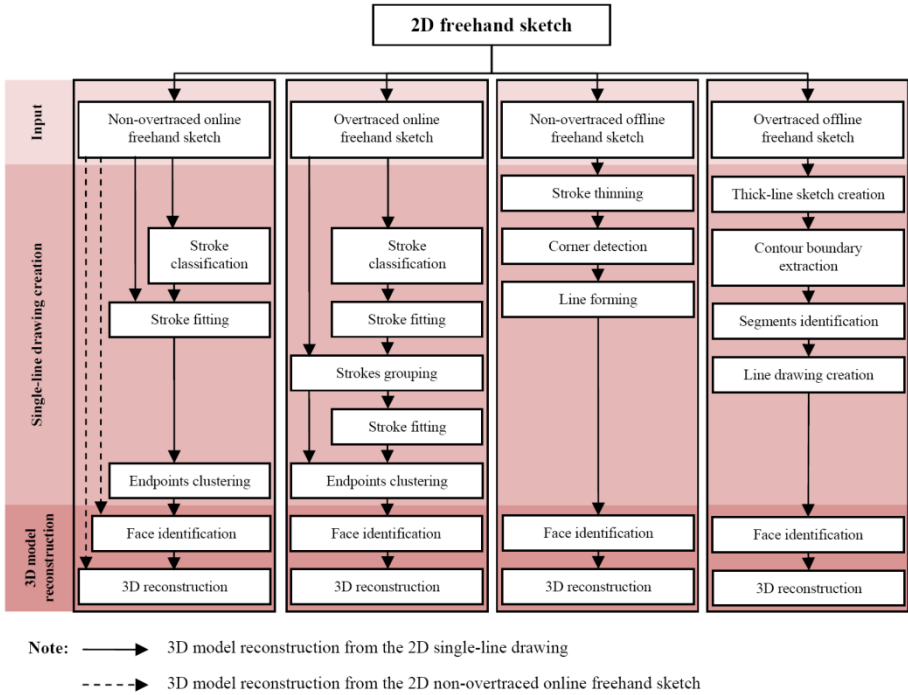 2D freehand sketch
Input
Non-overtraced online
freehand sketch
Overtraced online
freehand sketch
Non-overtraced offline
freehand sketch
Overtraced offline
freehand sketch
Single-line drawing creation
Stroke
classification
Stroke fitting
Endpoints clustering
Stroke
classification
Stroke fitting
Strokes grouping
Stroke fitting
Endpoints clustering
Stroke thinning
Corner detection
Line forming
Thick-line sketch creation
Contour boundary
extraction
Segments identification
Line drawing creation
3D model
reconstruction
Face identification
3D reconstruction
Face identification
3D reconstruction
Face identification
3D reconstruction
Face identification
3D reconstruction
Note:
3D model reconstruction from the 2D single-line drawing
3D model reconstruction from the 2D non-overtraced online freehand sketch